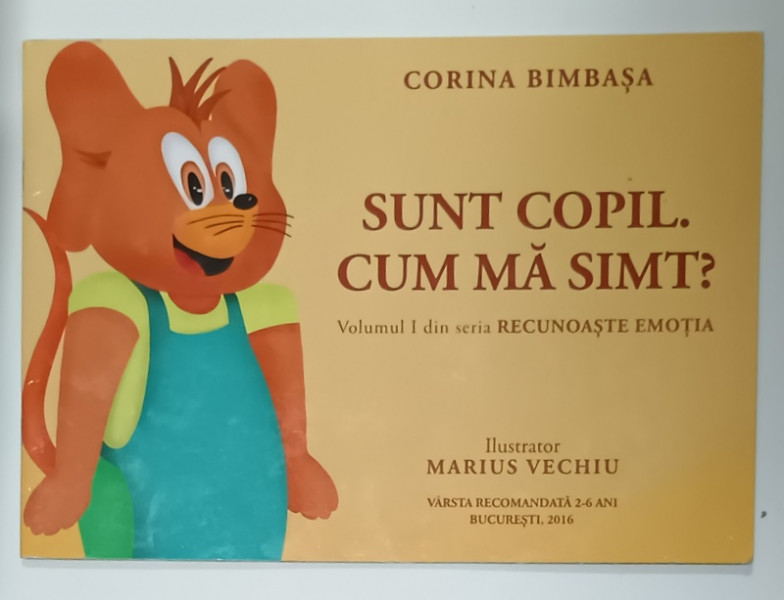 CORINA BIMBAȘA
SUNT COPIL.
CUM MĂ SIMT?
Volumul I din seria RECUNOAȘTE EMOȚIA
Ilustrator
MARIUS VECHIU
VÂRSTA RECOMANDATĂ 2-6 ANI
BUCUREȘTI, 2016